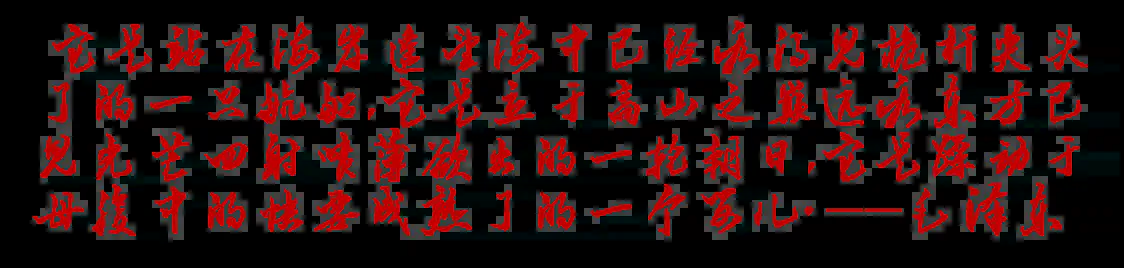 它是站在海岸遥望海中已经看得见桅杆尖头
了的一只航船,它是立于高山之巅远看东方已
见光芒四射喷薄欲出的一轮朝日,它是躁动于
母腹中的快要成熟了的一个婴儿·——毛泽东